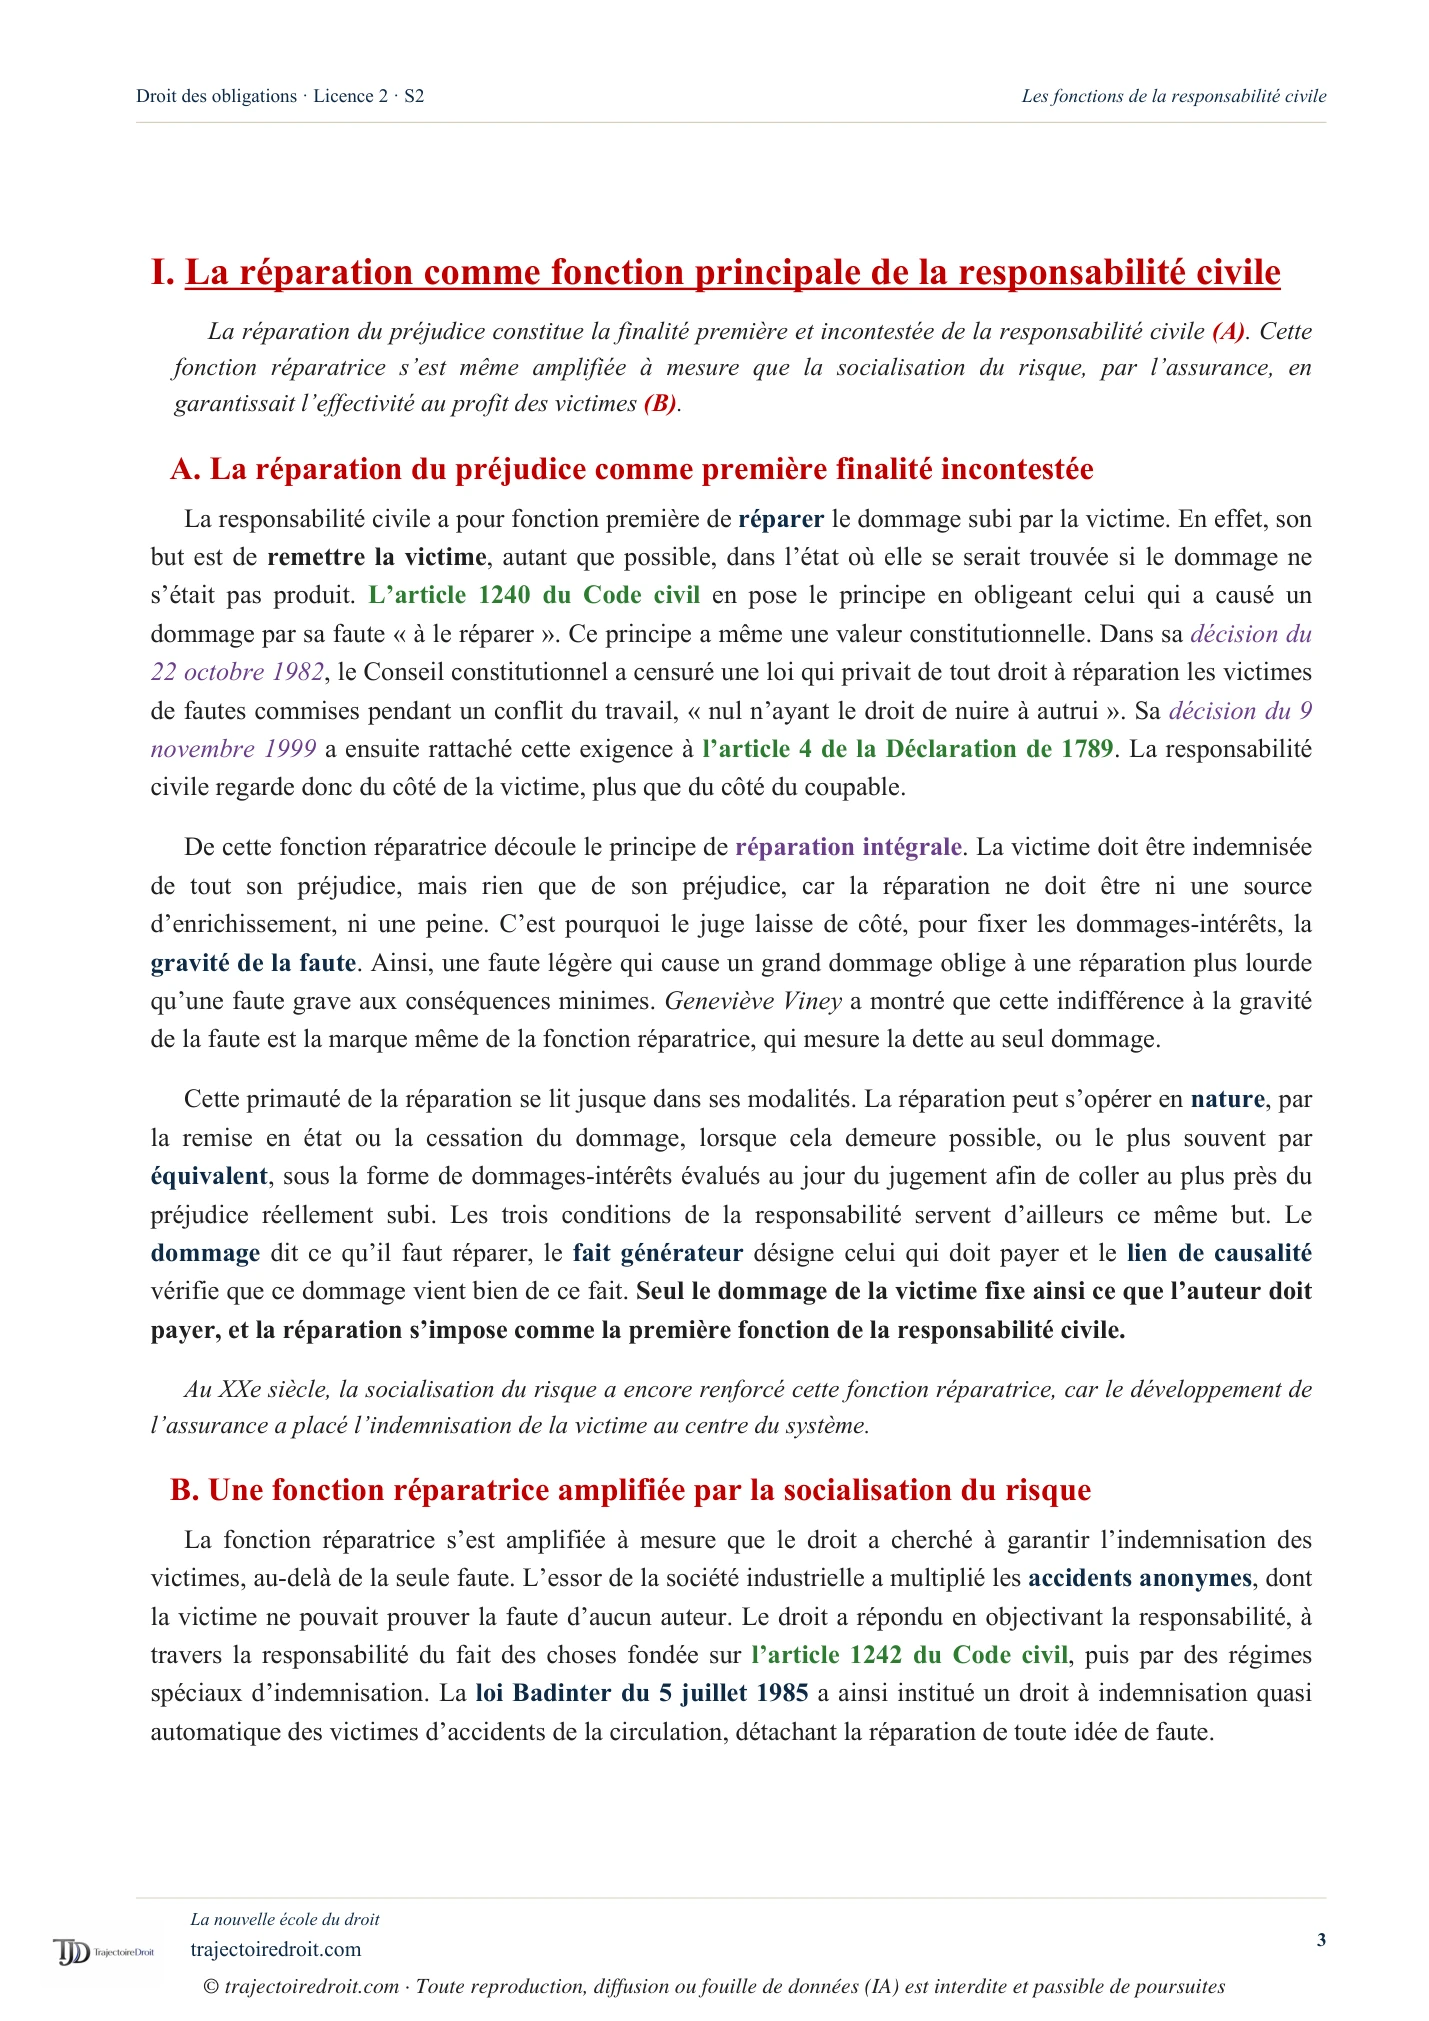 Droit des obligations · Licence 2 · S2
Les fonctions de la responsabilité civile
I. La réparation comme fonction principale de la responsabilité civile
La réparation du préjudice constitue la finalité première et incontestée de la responsabilité civile (A). Cette
fonction réparatrice s’est même amplifiée à mesure que la socialisation du risque, par l’assurance, en
garantissait l’effectivité au profit des victimes (B).
A. La réparation du préjudice comme première finalité incontestée
La responsabilité civile a pour fonction première de réparer le dommage subi par la victime. En effet, son
but est de remettre la victime, autant que possible, dans l’état où elle se serait trouvée si le dommage ne
s’était pas produit. L’article 1240 du Code civil en pose le principe en obligeant celui qui a causé un
dommage par sa faute « à le réparer ». Ce principe a même une valeur constitutionnelle. Dans sa décision du
22 octobre 1982, le Conseil constitutionnel a censuré une loi qui privait de tout droit à réparation les victimes
de fautes commises pendant un conflit du travail, « nul n’ayant le droit de nuire à autrui ». Sa décision du 9
novembre 1999 a ensuite rattaché cette exigence à l’article 4 de la Déclaration de 1789. La responsabilité
civile regarde donc du côté de la victime, plus que du côté du coupable.
De cette fonction réparatrice découle le principe de réparation intégrale. La victime doit être indemnisée
de tout son préjudice, mais rien que de son préjudice, car la réparation ne doit être ni une source
d’enrichissement, ni une peine. C’est pourquoi le juge laisse de côté, pour fixer les dommages-intérêts, la
gravité de la faute. Ainsi, une faute légère qui cause un grand dommage oblige à une réparation plus lourde
qu’une faute grave aux conséquences minimes. Geneviève Viney a montré que cette indifférence à la gravité
de la faute est la marque même de la fonction réparatrice, qui mesure la dette au seul dommage.
Cette primauté de la réparation se lit jusque dans ses modalités. La réparation peut s’opérer en nature, par
la remise en état ou la cessation du dommage, lorsque cela demeure possible, ou le plus souvent par
équivalent, sous la forme de dommages-intérêts évalués au jour du jugement afin de coller au plus près du
préjudice réellement subi. Les trois conditions de la responsabilité servent d’ailleurs ce même but. Le
dommage dit ce qu’il faut réparer, le fait générateur désigne celui qui doit payer et le lien de causalité
vérifie que ce dommage vient bien de ce fait. Seul le dommage de la victime fixe ainsi ce que l’auteur doit
payer, et la réparation s’impose comme la première fonction de la responsabilité civile.
Au XXe siècle, la socialisation du risque a encore renforcé cette fonction réparatrice, car le développement de
l’assurance a placé l’indemnisation de la victime au centre du système.
B. Une fonction réparatrice amplifiée par la socialisation du risque
La fonction réparatrice s’est amplifiée à mesure que le droit a cherché à garantir l’indemnisation des
victimes, au-delà de la seule faute. L’essor de la société industrielle a multiplié les accidents anonymes, dont
la victime ne pouvait prouver la faute d’aucun auteur. Le droit a répondu en objectivant la responsabilité, à
travers la responsabilité du fait des choses fondée sur l’article 1242 du Code civil, puis par des régimes
spéciaux d’indemnisation. La loi Badinter du 5 juillet 1985 a ainsi institué un droit à indemnisation quasi
automatique des victimes d’accidents de la circulation, détachant la réparation de toute idée de faute.
La nouvelle école du droit
TJD TrajectoireDroit
trajectoiredroit.com
3
© trajectoiredroit.com · Toute reproduction, diffusion ou fouille de données (IA) est interdite et passible de poursuites